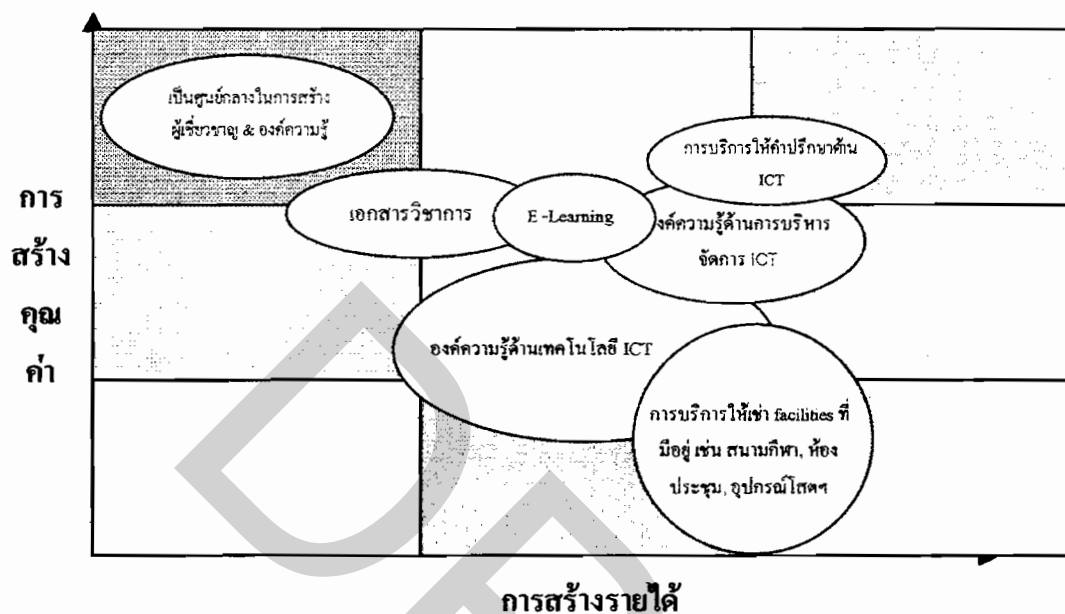 เป็นศูนย์กลางในการสร้าง
ผู้เชี่ยวชาญ & องค์ความรู้
การบริการให้คำปรึกษาด้าน
ICT
เอกสารวิชาการ
E -Learning
งค์ความรู้ด้านการบริหาร
จัดการ ICT
องค์ความรู้ด้านเทคโนโลยี ICT
การบริการให้เช่า facilities ที่
มีอยู่ เช่น สนามกีฬา, ห้อง
ประชุม, อุปกรณ์โสตฯ
การ
สร้าง
คุณ
ค่า
การสร้างรายได้